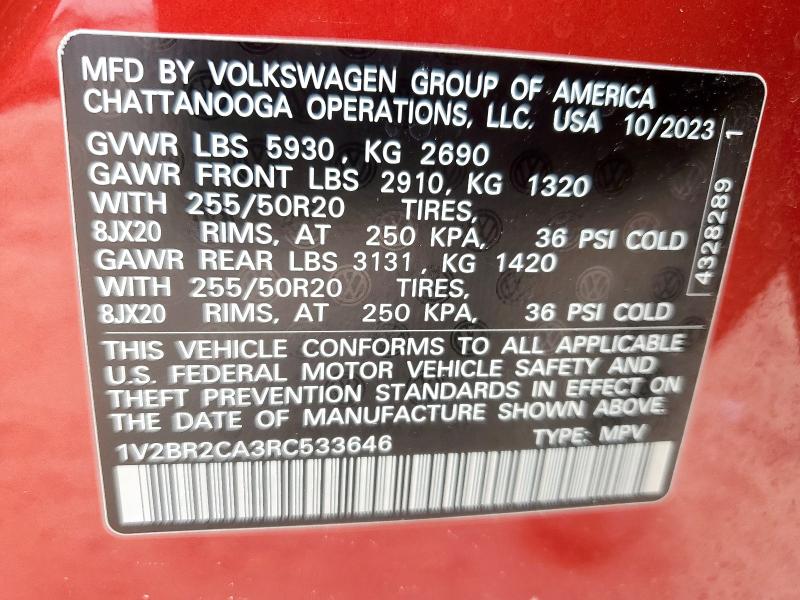 MFD BY VOLKSWAGEN GROUP OF AMERICA
CHATTANOOGA OPERATIONS, LLC. USA 10/2023
GVWR LBS 5930, KG 2690
GAWR FRONT LBS 2910, KG 1320
WITH 255/50R20 TIRES,
8JX20 RIMS, AT 250 KPA, 36 PSI COLD
GAWR REAR LBS 3131, KG 1420
WITH 255/50R20 TIRES,
8JX20 RIMS, AT 250 KPA, 36 PSI COLD
4328289 1
THIS VEHICLE CONFORMS TO ALL APPLICABLE
U.S. FEDERAL MOTOR VEHICLE SAFETY AND
THEFT PREVENTION STANDARDS IN EFFECT ON
THE DATE OF MANUFACTURE SHOWN ABOVE.
1V2BR2CA3RC533646 TYPE: MPV